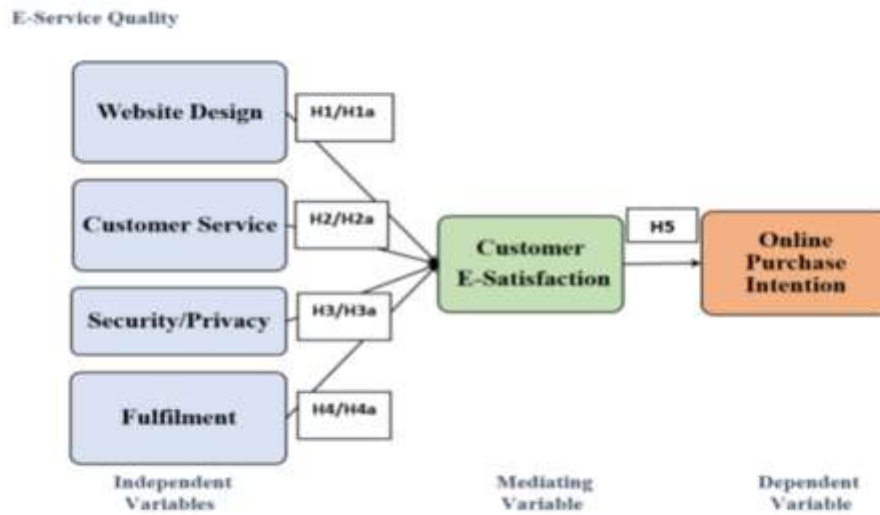 E-Service Quality
Website Design
H1/H1a
Customer Service
H2/H2a
Security/Privacy
H3/H3a
Fulfilment
H4/H4a
Customer
E-Satisfaction
H5
Online
Purchase
Intention
Independent
Variables
Mediating
Variable
Dependent
Variable